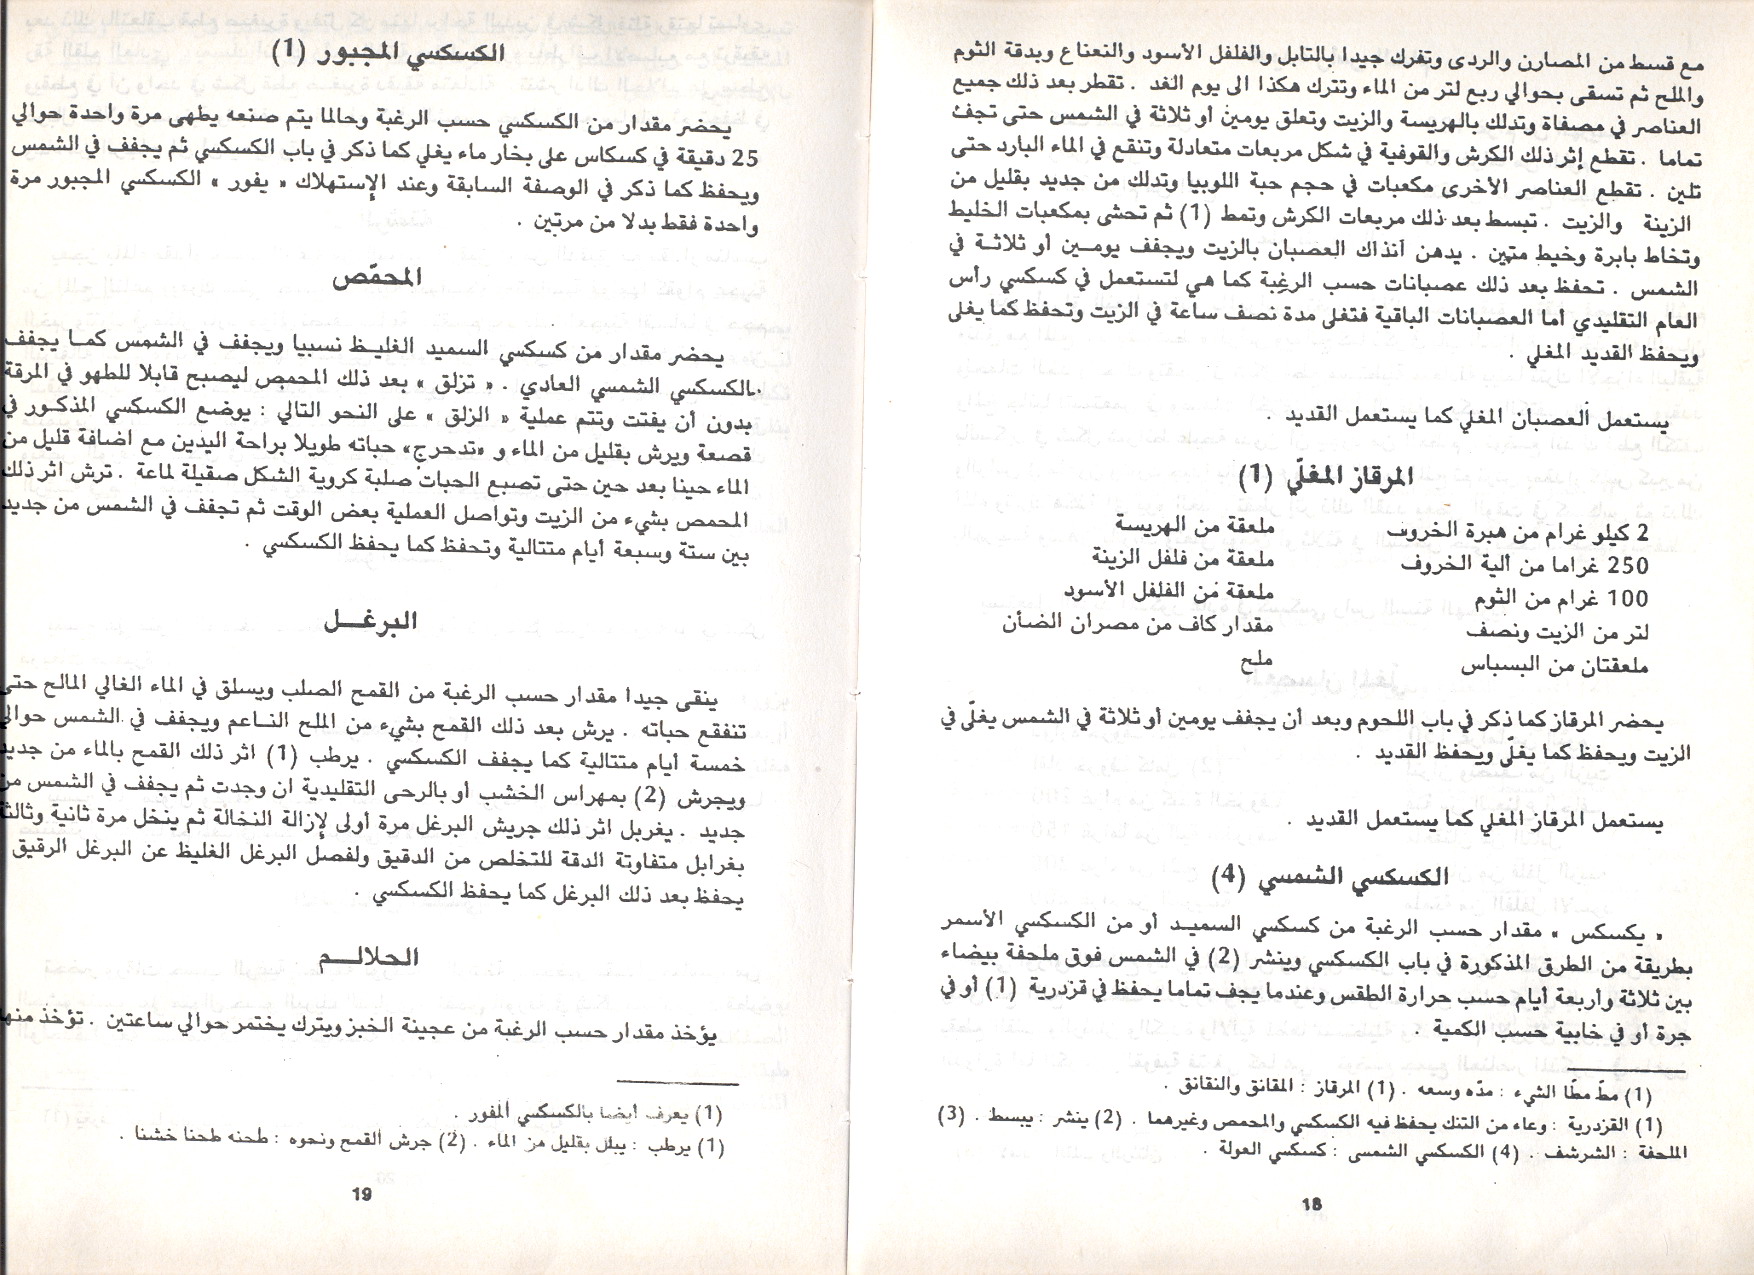 مع قسط من المصارن والردى وتفرك جيدا بالتابل والفلفل الأسود والنعناع وبدقة الثوم
والملح ثم تسقى بحوالي ربع لتر من الماء وتترك هكذا الى يوم الغد . تقطر بعد ذلك جميع
العناصر في مصفاة وتدلك بالهريسة والزيت وتعلق يومين أو ثلاثة في الشمس حتى تجف
تماما . تقطع إثر ذلك الكرش والقوفية في شكل مربعات متعادلة وتنقع في الماء البارد حتى
تلين . تقطع العناصر الأخرى مكعبات في حجم حبة اللوبيا وتدلك من جديد بقليل من
الزينة والزيت . تبسط بعد ذلك مربعات الكرش وتمط (1) ثم تحشى بمكعبات الخليط
وتخاط بابرة وخيط متين . يدهن آنذاك العصبان بالزيت ويجفف يومين أو ثلاثة في
الشمس . تحفظ بعد ذلك عصبانات حسب الرغبة كما هي لتستعمل في كسكسي رأس
العام التقليدي أما العصبانات الباقية فتغلى مدة نصف ساعة في الزيت وتحفظ كما يغلى
ويحفظ القديد المغلي .
يستعمل العصبان المغلي كما يستعمل القديد .
المرقاز المغلّي (1)
2 كيلو غرام من هبرة الخروف
250 غراما من ألية الخروف
100 غرام من الثوم
لتر من الزيت ونصف
ملعقتان من البسباس
ملعقة من الهريسة
ملعقة من فلفل الزينة
ملعقة من الفلفل الأسود
مقدار كاف من مصران الضأن
ملح
يحضر المرقاز كما ذكر في باب اللحوم وبعد أن يجفف يومين أو ثلاثة في الشمس يغلّي في
الزيت ويحفظ كما يغلّى ويحفظ القديد .
يستعمل المرقاز المغلي كما يستعمل القديد .
الكسكسي الشمسي (4)
« يكسكس » مقدار حسب الرغبة من كسكسي السميد أو من الكسكسي الأسمر
بطريقة من الطرق المذكورة في باب الكسكسي وينشر (2) في الشمس فوق ملحفة بيضاء
بين ثلاثة وأربعة أيام حسب حرارة الطقس وعندما يجف تماما يحفظ في قزدرية (1) أو في
جرة أو في خابية حسب الكمية .
(1) مطّ مطّا الشيء : مدّه وسعه . (1) المرقاز : المقانق والنقانق .
(1) القزدرية : وعاء من التنك يحفظ فيه الكسكسي والمحمص وغيرهما . (2) ينشر : يبسط . (3)
الملحفة : الشرشف . (4) الكسكسي الشمسى : كسكسي العولة .
18
الكسكسي المجبور (1)
يحضر مقدار من الكسكسي حسب الرغبة وحالما يتم صنعه يطهى مرة واحدة حوالي
25 دقيقة في كسكاس على بخار ماء يغلي كما ذكر في باب الكسكسي ثم يجفف في الشمس
ويحفظ كما ذكر في الوصفة السابقة وعند الإستهلاك « يفور » الكسكسي المجبور مرة
واحدة فقط بدلا من مرتين .
المحمّص
يحضر مقدار من كسكسي السميد الغليظ نسبيا ويجفف في الشمس كما يجفف
الكسكسي الشمسي العادي . « تزلق » بعد ذلك المحمص ليصبح قابلا للطهو في المرقة
بدون أن يفتت وتتم عملية « الزلق » على النحو التالي : يوضع الكسكسي المذكور في
قصعة ويرش بقليل من الماء و «تدحرج» حباته طويلا براحة اليدين مع اضافة قليل من
الماء حينا بعد حين حتى تصبع الحبات صلبة كروية الشكل صقيلة لماعة . ترش اثر ذلك
المحمص بشيء من الزيت وتواصل العملية بعض الوقت ثم تجفف في الشمس من جديد
بين ستة وسبعة أيام متتالية وتحفظ كما يحفظ الكسكسي .
البرغـل
ينقى جيدا مقدار حسب الرغبة من القمح الصلب ويسلق في الماء الغالي المالح حتى
تنفقع حباته . يرش بعد ذلك القمح بشيء من الملح الناعم ويجفف في الشمس حوالي
خمسة أيام متتالية كما يجفف الكسكسي . يرطب (1) اثر ذلك القمح بالماء من جديد
ويجرش (2) بمهراس الخشب أو بالرحى التقليدية ان وجدت ثم يجفف في الشمس من
جديد . يغربل اثر ذلك جريش البرغل مرة أولى لإزالة النخالة ثم ينخل مرة ثانية وثالثة
بغرابل متفاوتة الدقة للتخلص من الدقيق ولفصل البرغل الغليظ عن البرغل الرقيق .
يحفظ بعد ذلك البرغل كما يحفظ الكسكسي .
الحلالـم
يؤخذ مقدار حسب الرغبة من عجينة الخبز ويترك يختمر حوالي ساعتين . تؤخذ منها
(1) يعرف أيضا بالكسكسي المفور .
(1) يرطب : يبلل بقليل من الماء . (2) جرش القمح ونحوه : طحنه طحنا خشنا .
19